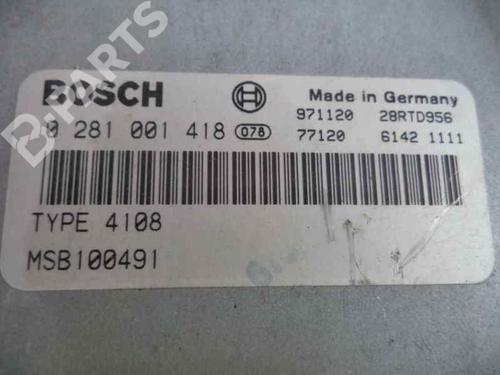 BOSCH
Made in Germany
0 281 001 418 078
971120 28RTD956
77120 6142 1111
TYPE 4108
MSB100491
B-PARTS